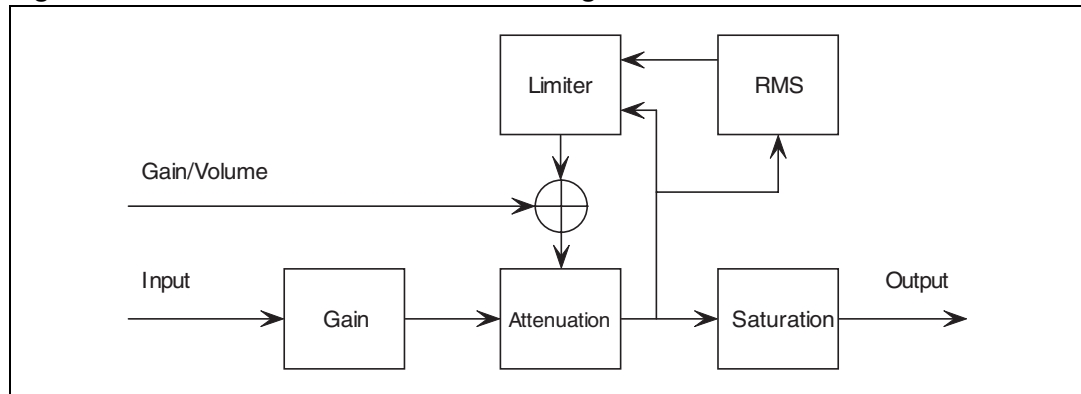 Limiter
RMS
Gain/Volume
Input
Output
Gain
Attenuation
Saturation